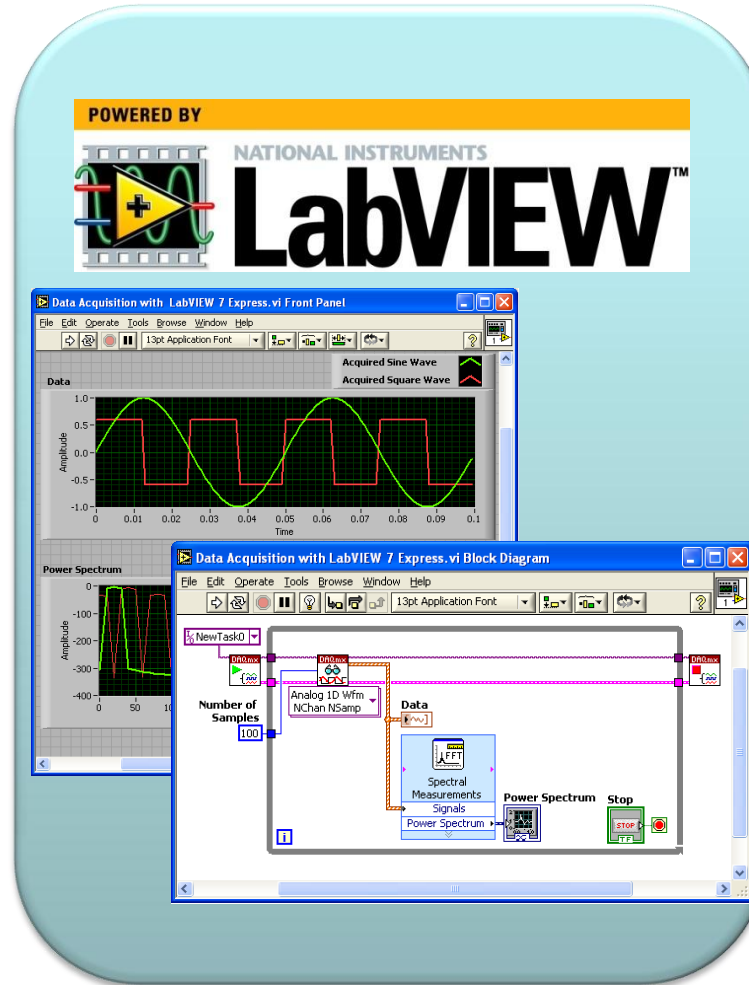 POWERED BY
NATIONAL INSTRUMENTS
LabVIEW™
Data Acquisition with LabVIEW 7 Express.vi Front Panel
File Edit Operate Tools Browse Window Help
13pt Application Font
?
1
Acquired Sine Wave
Acquired Square Wave
Data
Amplitude
1.0
0.5
0.0
-0.5
-1.0
0 0.01 0.02 0.03 0.04 0.05 0.06 0.07 0.08 0.09 0.1
Time
Power Spectrum
Amplitude
0
-100
-200
-300
-400
0 50
Data Acquisition with LabVIEW 7 Express.vi Block Diagram
File Edit Operate Tools Browse Window Help
13pt Application Font
?
1
NewTask0
DAQmx
DAQmx
DAQmx
Analog 1D Wfm
NChan NSamp
Number of
Samples
100
Data
FFT
Spectral
Measurements
Signals
Power Spectrum
Power Spectrum
Stop
STOP
TF
i